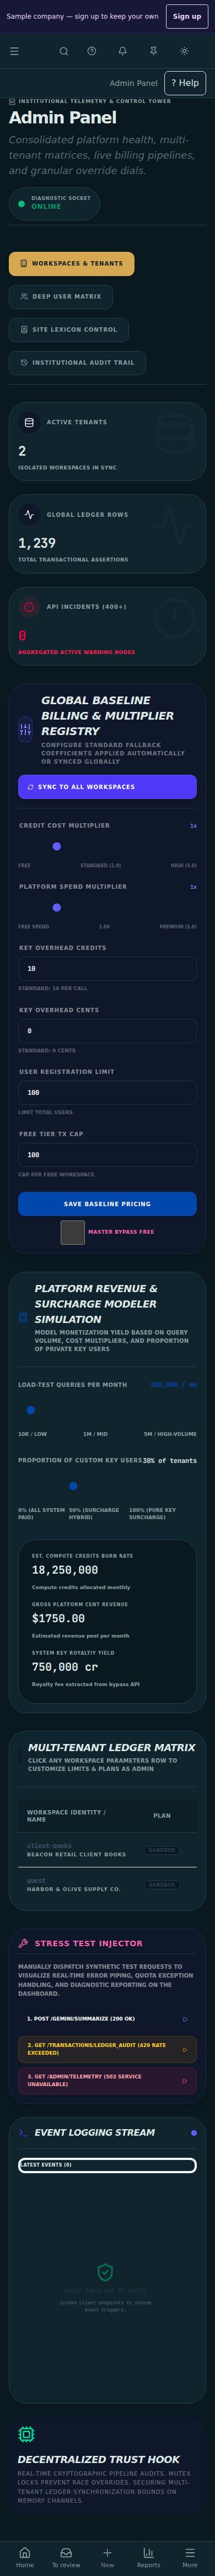 Sample company — sign up to keep your own
Sign up
Admin Panel
? Help
INSTITUTIONAL TELEMETRY & CONTROL TOWER
Admin Panel
Consolidated platform health, multi-
tenant matrices, live billing pipelines,
and granular override dials.
DIAGNOSTIC SOCKET
ONLINE
WORKSPACES & TENANTS
DEEP USER MATRIX
SITE LEXICON CONTROL
INSTITUTIONAL AUDIT TRAIL
ACTIVE TENANTS
2
ISOLATED WORKSPACES IN SYNC
GLOBAL LEDGER ROWS
1,239
TOTAL TRANSACTIONAL ASSERTIONS
API INCIDENTS (400+)
0
AGGREGATED ACTIVE WARNING NODES
GLOBAL BASELINE
BILLING & MULTIPLIER
REGISTRY
CONFIGURE STANDARD FALLBACK
COEFFICIENTS APPLIED AUTOMATICALLY
OR SYNCED GLOBALLY
SYNC TO ALL WORKSPACES
CREDIT COST MULTIPLIER 1x
FREE STANDARD (1.0) HIGH (5.0)
PLATFORM SPEND MULTIPLIER 1x
FREE SPEND 1.0X PREMIUM (5.0)
KEY OVERHEAD CREDITS
10
STANDARD: 10 PER CALL
KEY OVERHEAD CENTS
0
STANDARD: 0 CENTS
USER REGISTRATION LIMIT
100
LIMIT TOTAL USERS
FREE TIER TX CAP
100
CAP PER FREE WORKSPACE
SAVE BASELINE PRICING
MASTER BYPASS FREE
PLATFORM REVENUE &
SURCHARGE MODELER
SIMULATION
MODEL MONETIZATION YIELD BASED ON QUERY
VOLUME, COST MULTIPLIERS, AND PROPORTION
OF PRIVATE KEY USERS
LOAD-TEST QUERIES PER MONTH 250,000 / mo
10K / LOW 1M / MID 5M / HIGH-VOLUME
PROPORTION OF CUSTOM KEY USERS 30% of tenants
0% (ALL SYSTEM 50% (SURCHARGE 100% (PURE KEY
PAID) HYBRID) SURCHARGE)
EST. COMPUTE CREDITS BURN RATE
18,250,000
Compute credits allocated monthly
GROSS PLATFORM CENT REVENUE
$1750.00
Estimated revenue pool per month
SYSTEM KEY ROYALTIY YIELD
750,000 cr
Royalty fee extracted from bypass API
MULTI-TENANT LEDGER MATRIX
CLICK ANY WORKSPACE PARAMETERS ROW TO
CUSTOMIZE LIMITS & PLANS AS ADMIN
WORKSPACE IDENTITY / PLAN
NAME
client-books
BEACON RETAIL CLIENT BOOKS
SANDBOX
guest
HARBOR & OLIVE SUPPLY CO.
SANDBOX
STRESS TEST INJECTOR
MANUALLY DISPATCH SYNTHETIC TEST REQUESTS TO
VISUALIZE REAL-TIME ERROR PIPING, QUOTA EXCEPTION
HANDLING, AND DIAGNOSTIC REPORTING ON THE
DASHBOARD.
1. POST /GEMINI/SUMMARIZE (200 OK)
2. GET /TRANSACTIONS/LEDGER_AUDIT (429 RATE
EXCEEDED)
3. GET /ADMIN/TELEMETRY (503 SERVICE
UNAVAILABLE)
EVENT LOGGING STREAM
LATEST EVENTS (0)
Invoke client endpoints to stream
event triggers.
DECENTRALIZED TRUST HOOK
REAL-TIME CRYPTOGRAPHIC PIPELINE AUDITS. MUTEX
LOCKS PREVENT RACE OVERRIDES, SECURING MULTI-
TENANT LEDGER SYNCHRONIZATION BOUNDS ON
MEMORY CHANNELS.
Home To review New Reports More